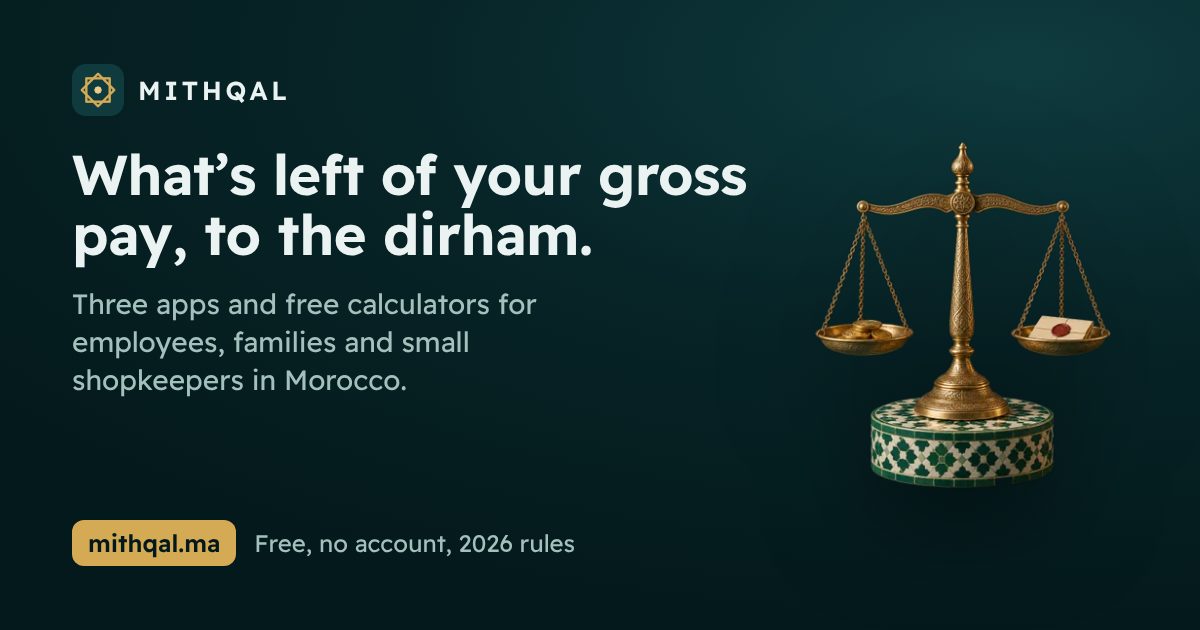 MITHQAL
What’s left of your gross
pay, to the dirham.
Three apps and free calculators for
employees, families and small
shopkeepers in Morocco.
mithqal.ma Free, no account, 2026 rules